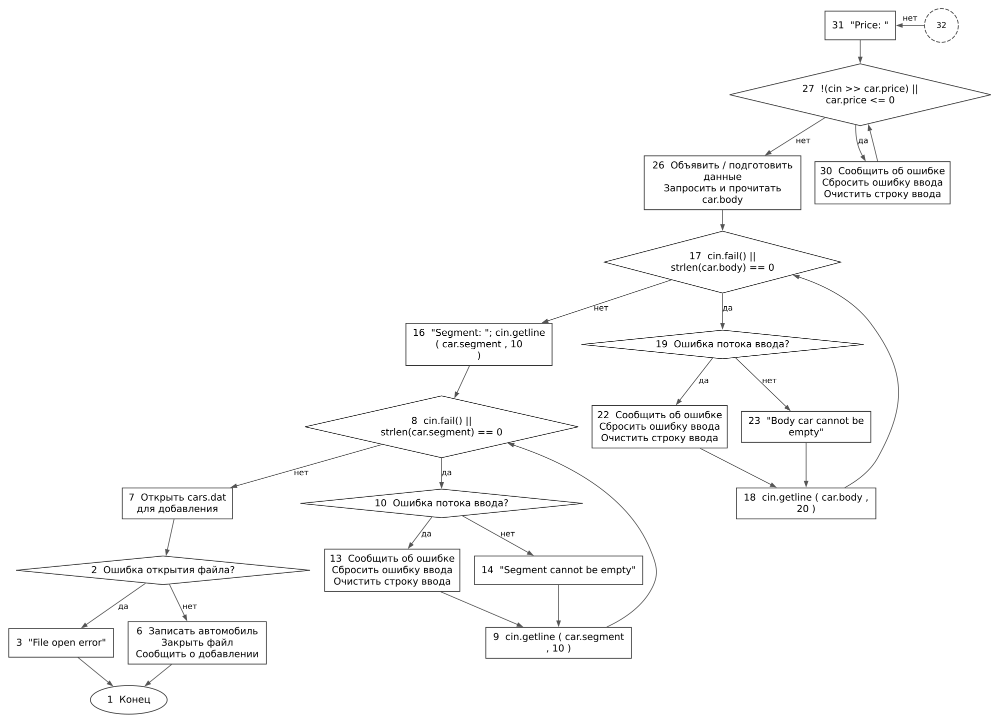 31  "Price: "
нет
32
27  !(cin >> car.price) ||
car.price <= 0
нет
да
26  Объявить / подготовить
данные
Запросить и прочитать
car.body
30  Сообщить об ошибке
Сбросить ошибку ввода
Очистить строку ввода
17  cin.fail() ||
strlen(car.body) == 0
нет
да
16  "Segment: "; cin.getline
( car.segment , 10
)
19  Ошибка потока ввода?
да
нет
8  cin.fail() ||
strlen(car.segment) == 0
22  Сообщить об ошибке
Сбросить ошибку ввода
Очистить строку ввода
23  "Body car cannot be
empty"
нет
да
7  Открыть cars.dat
для добавления
10  Ошибка потока ввода?
18  cin.getline ( car.body ,
20 )
да
нет
2  Ошибка открытия файла?
13  Сообщить об ошибке
Сбросить ошибку ввода
Очистить строку ввода
14  "Segment cannot be empty"
да
нет
3  "File open error"
6  Записать автомобиль
Закрыть файл
Сообщить о добавлении
9  cin.getline ( car.segment
, 10 )
1  Конец